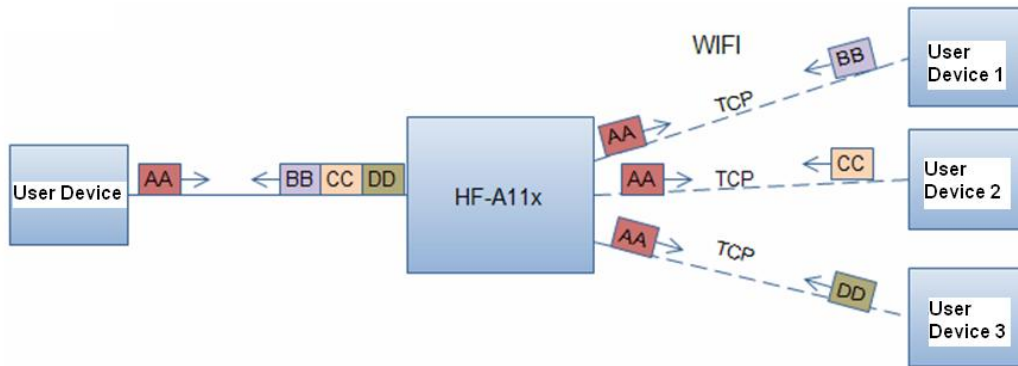 WIFI
User
Device 1
BB
TCP
AA
User Device
AA
BB CC DD
HF-A11x
AA
TCP
CC
User
Device 2
AA
TCP
DD
User
Device 3